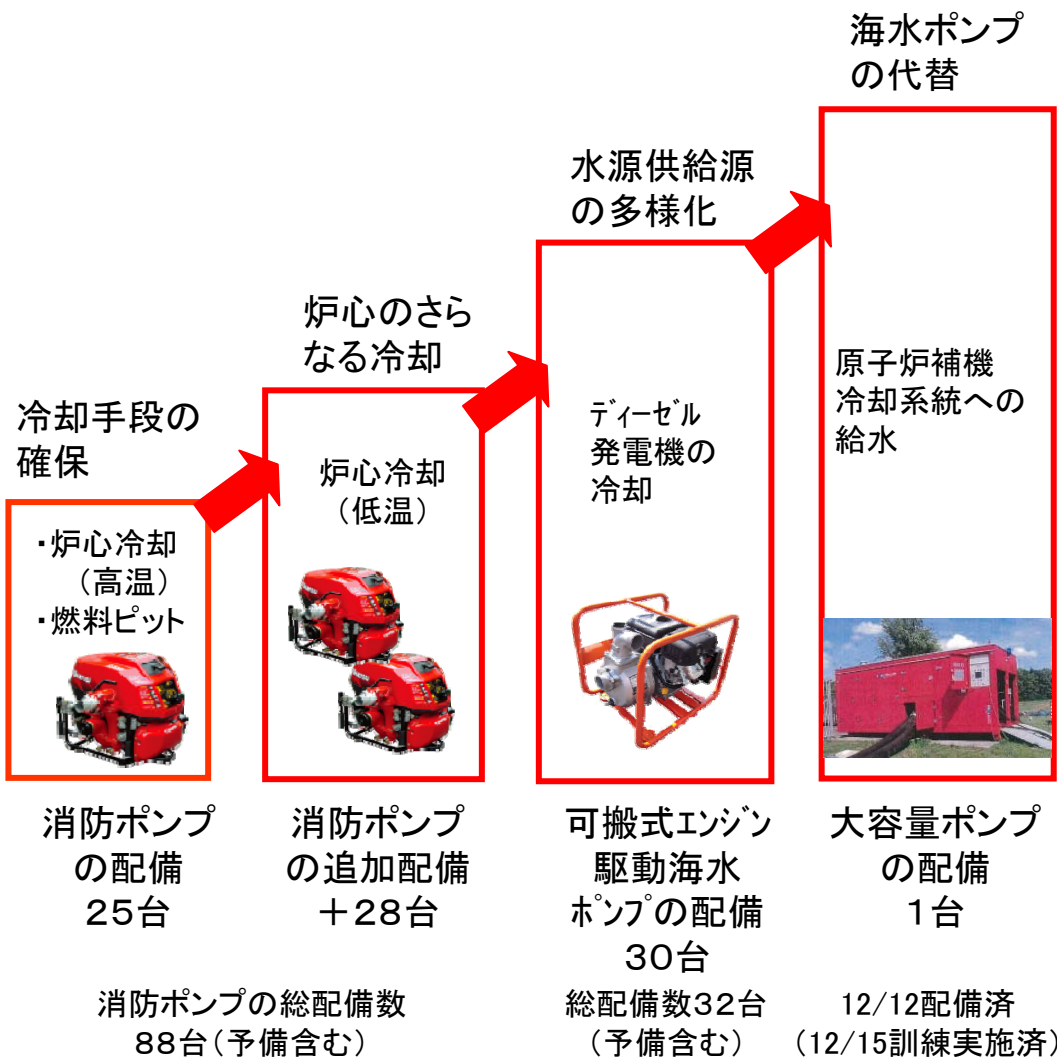 冷却手段の
確保
・炉心冷却
（高温）
・燃料ピット
消防ポンプ
の配備
２５台
炉心のさら
なる冷却
炉心冷却
（低温）
消防ポンプ
の追加配備
＋２８台
消防ポンプの総配備数
８８台（予備含む）
水源供給源
の多様化
ﾃﾞｨｰｾﾞﾙ
発電機の
冷却
可搬式ｴﾝｼﾞﾝ
駆動海水
ﾎﾟﾝﾌﾟの配備
３０台
総配備数３２台
（予備含む）
海水ポンプ
の代替
原子炉補機
冷却系統への
給水
大容量ポンプ
の配備
１台
12/12配備済
（12/15訓練実施済）